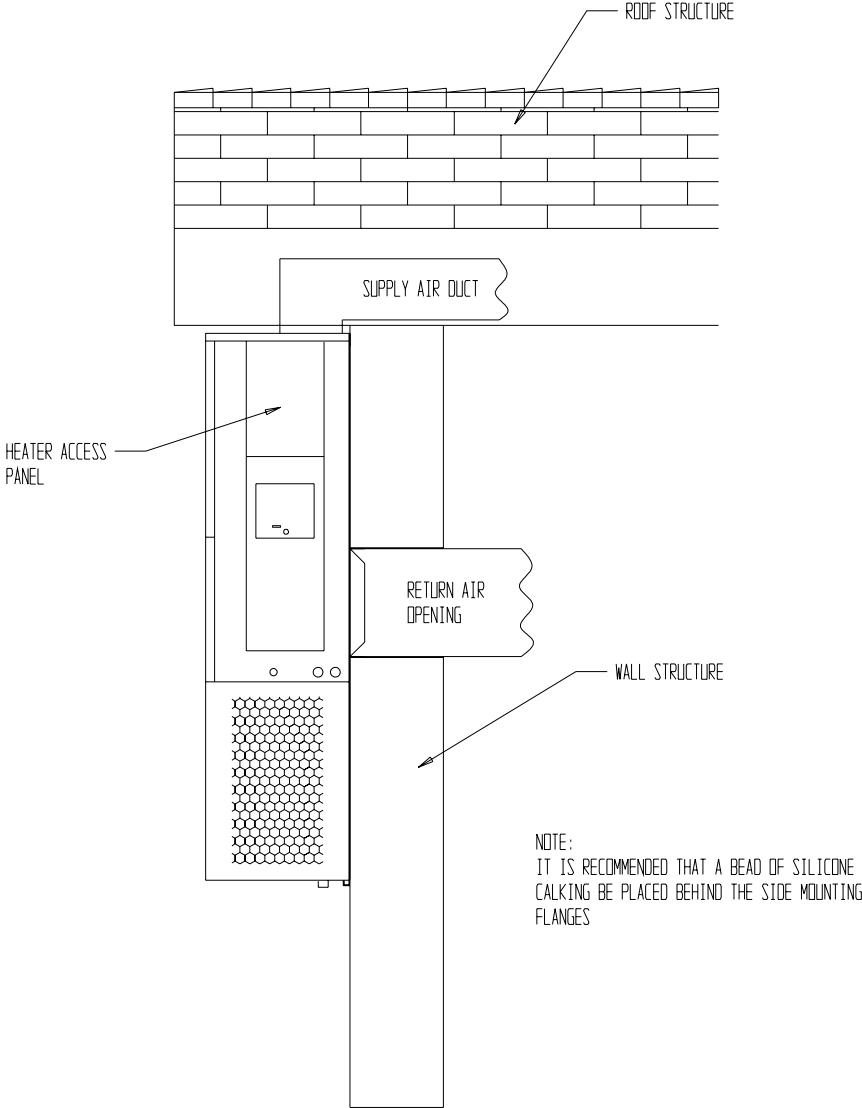 ROOF STRUCTURE
SUPPLY AIR DUCT
HEATER ACCESS
PANEL
RETURN AIR
OPENING
WALL STRUCTURE
NOTE:
IT IS RECOMMENDED THAT A BEAD OF SILICONE
CALKING BE PLACED BEHIND THE SIDE MOUNTING
FLANGES